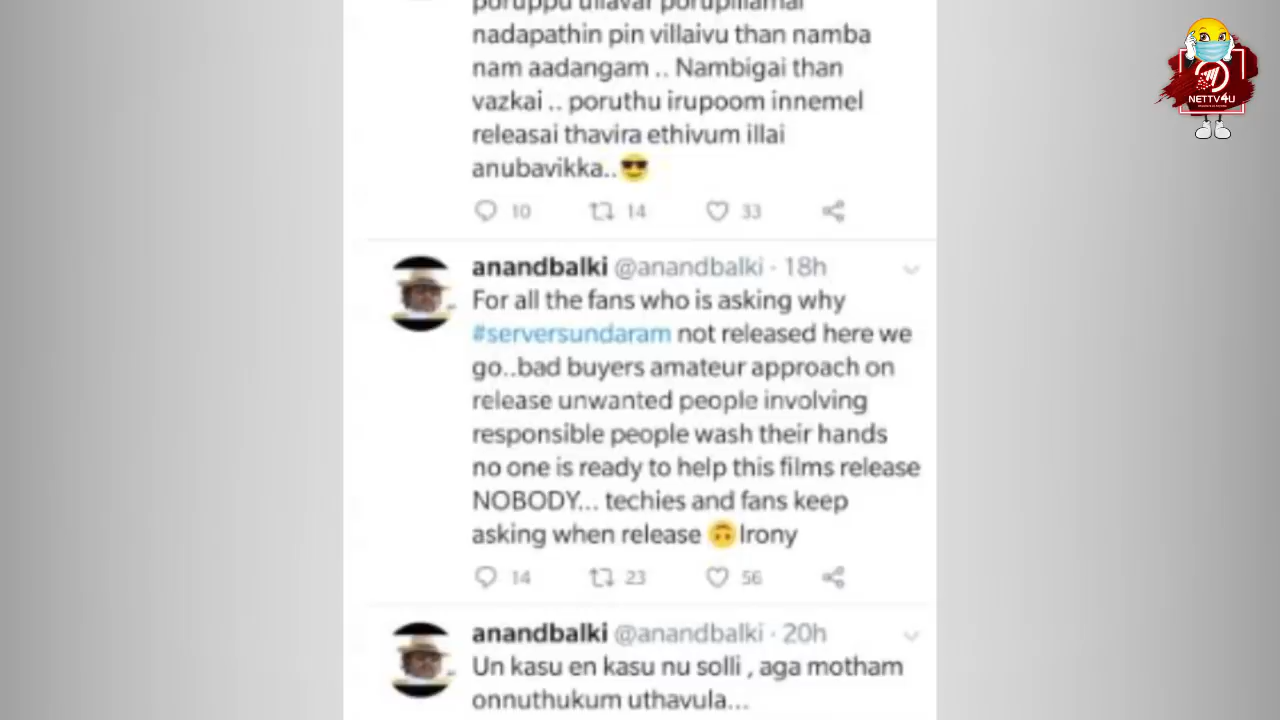 poruppu ullavar porupillamal
nadapathin pin villaivu than namba
nam aadangam .. Nambigai than
vazkai .. poruthu irupoom innemel
releasai thavira ethivum illai
anubavikka..😎
10 14 33
anandbalki @anandbalki · 18h
For all the fans who is asking why
#serversundaram not released here we
go..bad buyers amateur approach on
release unwanted people involving
responsible people wash their hands
no one is ready to help this films release
NOBODY... techies and fans keep
asking when release 🙃Irony
14 23 56
anandbalki @anandbalki · 20h
Un kasu en kasu nu solli , aga motham
onnuthukum uthavula...
NETTV4U